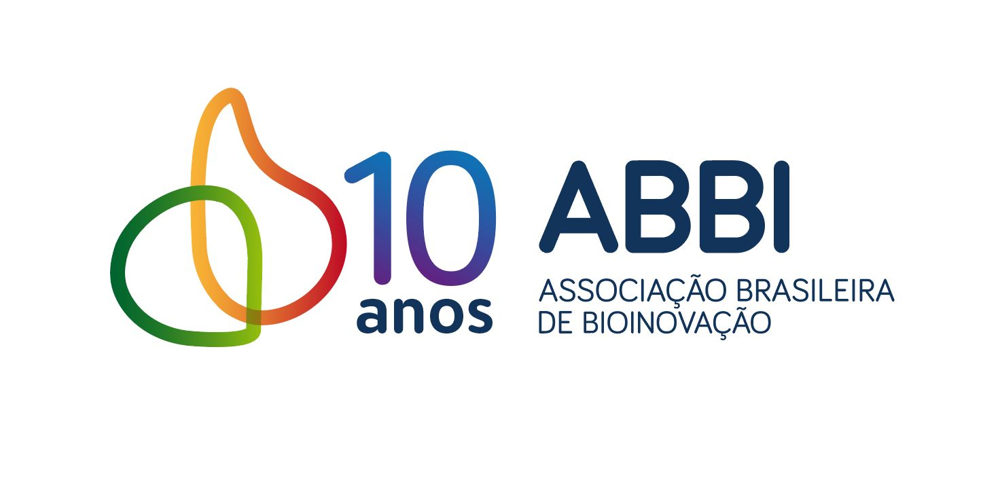 10
anos
ABBI
ASSOCIAÇÃO BRASILEIRA
DE BIOINOVAÇÃO